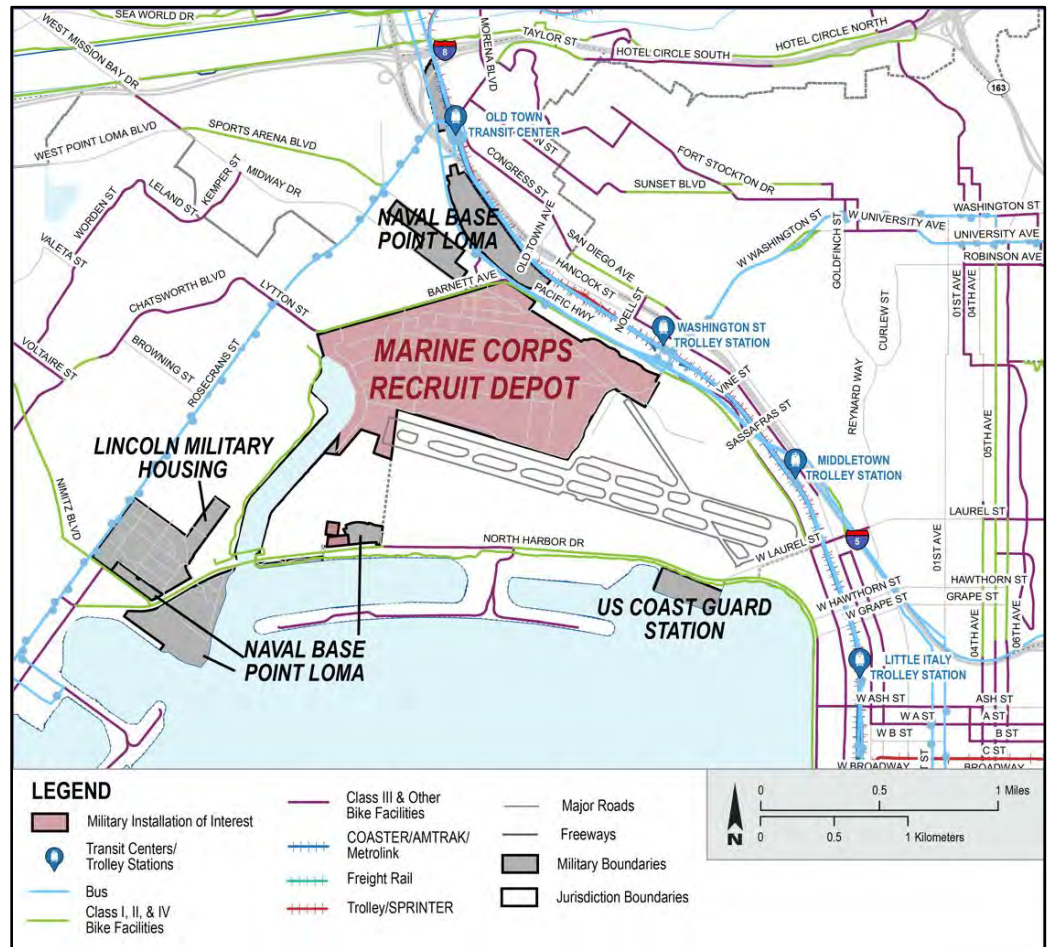 SEA WORLD DR
WEST MISSION BAY DR
MORENA BLVD
8
TAYLOR ST
HOTEL CIRCLE SOUTH
HOTEL CIRCLE NORTH
163
OLD TOWN
TRANSIT CENTER
WEST POINT LOMA BLVD
SPORTS ARENA BLVD
MIDWAY DR
KEMPER ST
LELAND ST
WORDEN ST
VALETA ST
CONGRESS ST
FORT STOCKTON DR
SUNSET BLVD
WASHINGTON ST
W UNIVERSITY AVE
UNIVERSITY AVE
ROBINSON AVE
W WASHINGTON ST
GOLDFINCH ST
01ST AVE
04TH AVE
NAVAL BASE
POINT LOMA
OLD TOWN AVE
SAN DIEGO AVE
HANCOCK ST
NOELL ST
PACIFIC HWY
BARNETT AVE
CHATSWORTH BLVD
LYTTON ST
VOLTAIRE ST
BROWNING ST
ROSECRANS ST
WASHINGTON ST
TROLLEY STATION
CURLEW ST
REYNARD WAY
VINE ST
SASSAFRAS ST
MARINE CORPS
RECRUIT DEPOT
05TH AVE
MIDDLETOWN
TROLLEY STATION
LINCOLN MILITARY
HOUSING
NIMITZ BLVD
NORTH HARBOR DR
LAUREL ST
W LAUREL ST
5
01ST AVE
HAWTHORN ST
GRAPE ST
W HAWTHORN ST
W GRAPE ST
04TH AVE
06TH AVE
US COAST GUARD
STATION
NAVAL BASE
POINT LOMA
LITTLE ITALY
TROLLEY STATION
W ASH ST
ASH ST
W A ST
A ST
W B ST
B ST
C ST
W BROADWAY
BROADWAY
LEGEND
Military Installation of Interest
Transit Centers/
Trolley Stations
Bus
Class I, II, & IV
Bike Facilities
Class III & Other
Bike Facilities
COASTER/AMTRAK/
Metrolink
Freight Rail
Trolley/SPRINTER
Major Roads
Freeways
Military Boundaries
Jurisdiction Boundaries
N
0 0.5 1 Miles
0 0.5 1 Kilometers